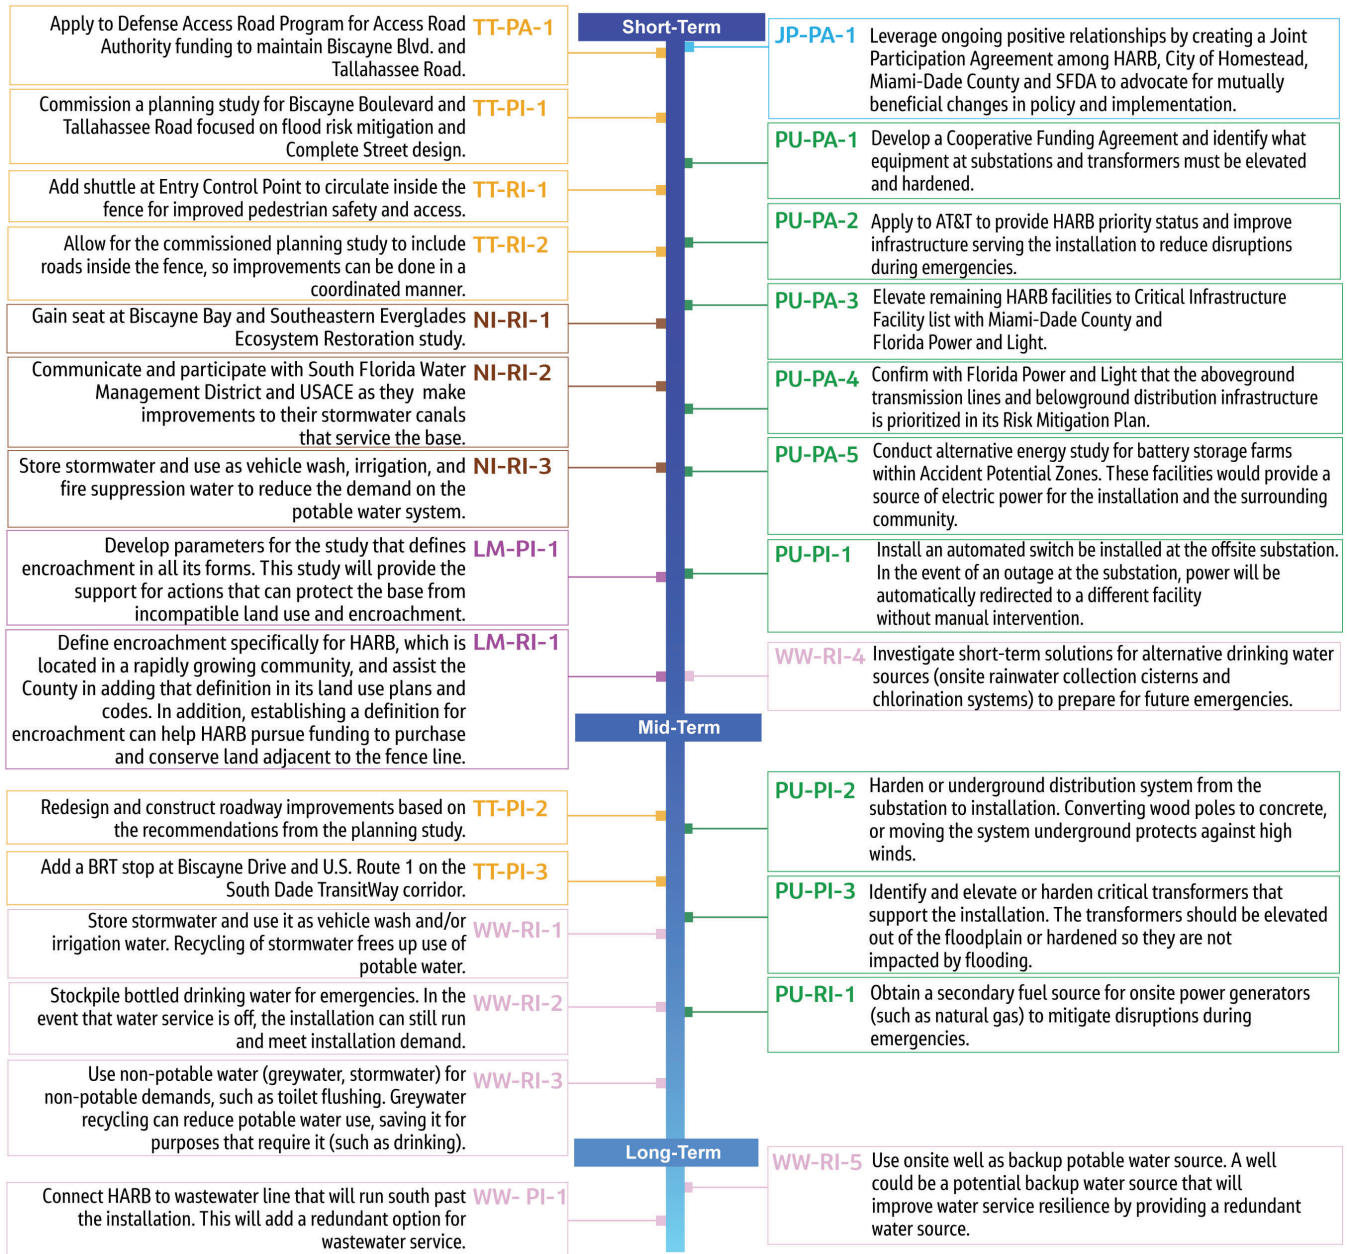 Short-Term
Apply to Defense Access Road Program for Access Road
Authority funding to maintain Biscayne Blvd. and
Tallahassee Road.
TT-PA-1
Commission a planning study for Biscayne Boulevard and
Tallahassee Road focused on flood risk mitigation and
Complete Street design.
TT-PI-1
Add shuttle at Entry Control Point to circulate inside the
fence for improved pedestrian safety and access.
TT-RI-1
Allow for the commissioned planning study to include
roads inside the fence, so improvements can be done in a
coordinated manner.
TT-RI-2
Gain seat at Biscayne Bay and Southeastern Everglades
Ecosystem Restoration study.
NI-RI-1
Communicate and participate with South Florida Water
Management District and USACE as they make
improvements to their stormwater canals
that service the base.
NI-RI-2
Store stormwater and use as vehicle wash, irrigation, and
fire suppression water to reduce the demand on the
potable water system.
NI-RI-3
Develop parameters for the study that defines
encroachment in all its forms. This study will provide the
support for actions that can protect the base from
incompatible land use and encroachment.
LM-PI-1
Define encroachment specifically for HARB, which is
located in a rapidly growing community, and assist the
County in adding that definition in its land use plans and
codes. In addition, establishing a definition for
encroachment can help HARB pursue funding to purchase
and conserve land adjacent to the fence line.
LM-RI-1
JP-PA-1
Leverage ongoing positive relationships by creating a Joint
Participation Agreement among HARB, City of Homestead,
Miami-Dade County and SFDA to advocate for mutually
beneficial changes in policy and implementation.
PU-PA-1
Develop a Cooperative Funding Agreement and identify what
equipment at substations and transformers must be elevated
and hardened.
PU-PA-2
Apply to AT&T to provide HARB priority status and improve
infrastructure serving the installation to reduce disruptions
during emergencies.
PU-PA-3
Elevate remaining HARB facilities to Critical Infrastructure
Facility list with Miami-Dade County and
Florida Power and Light.
PU-PA-4
Confirm with Florida Power and Light that the aboveground
transmission lines and belowground distribution infrastructure
is prioritized in its Risk Mitigation Plan.
PU-PA-5
Conduct alternative energy study for battery storage farms
within Accident Potential Zones. These facilities would provide a
source of electric power for the installation and the surrounding
community.
PU-PI-1
Install an automated switch be installed at the offsite substation.
In the event of an outage at the substation, power will be
automatically redirected to a different facility
without manual intervention.
WW-RI-4
Investigate short-term solutions for alternative drinking water
sources (onsite rainwater collection cisterns and
chlorination systems) to prepare for future emergencies.
Mid-Term
Redesign and construct roadway improvements based on
the recommendations from the planning study.
TT-PI-2
Add a BRT stop at Biscayne Drive and U.S. Route 1 on the
South Dade TransitWay corridor.
TT-PI-3
Store stormwater and use it as vehicle wash and/or
irrigation water. Recycling of stormwater frees up use of
potable water.
WW-RI-1
Stockpile bottled drinking water for emergencies. In the
event that water service is off, the installation can still run
and meet installation demand.
WW-RI-2
Use non-potable water (greywater, stormwater) for
non-potable demands, such as toilet flushing. Greywater
recycling can reduce potable water use, saving it for
purposes that require it (such as drinking).
WW-RI-3
PU-PI-2
Harden or underground distribution system from the
substation to installation. Converting wood poles to concrete,
or moving the system underground protects against high
winds.
PU-PI-3
Identify and elevate or harden critical transformers that
support the installation. The transformers should be elevated
out of the floodplain or hardened so they are not
impacted by flooding.
PU-RI-1
Obtain a secondary fuel source for onsite power generators
(such as natural gas) to mitigate disruptions during
emergencies.
Long-Term
Connect HARB to wastewater line that will run south past
the installation. This will add a redundant option for
wastewater service.
WW- PI-1
WW-RI-5
Use onsite well as backup potable water source. A well
could be a potential backup water source that will
improve water service resilience by providing a redundant
water source.